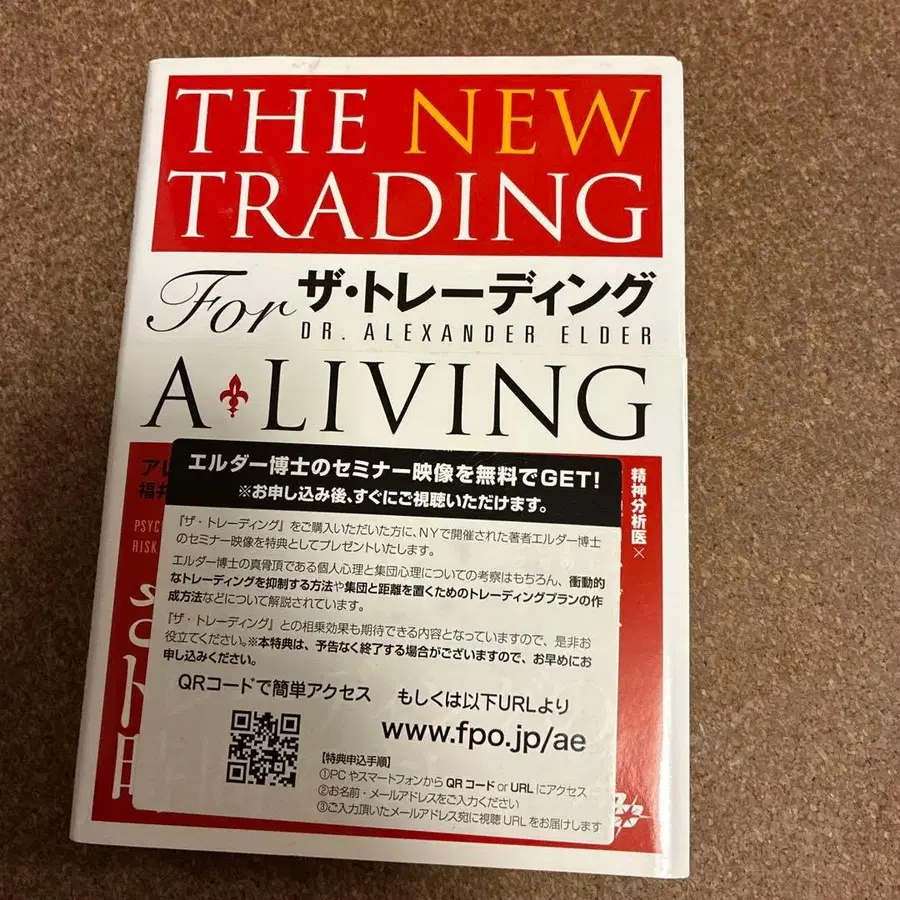 THE NEW
TRADING
For ザ・トレーディング
DR. ALEXANDER ELDER
A LIVING
アレ
福井
PSYC
RISK
精神分析医×
エルダー博士のセミナー映像を無料でGET!
※お申し込み後、すぐにご視聴いただけます。
『ザ・トレーディング』をご購入いただいた方に、NYで開催された著者エルダー博士
のセミナー映像を特典としてプレゼントいたします。
エルダー博士の真骨頂である個人心理と集団心理についての考察はもちろん、衝動的
なトレーディングを抑制する方法や集団と距離を置くためのトレーディングプランの作
成方法などについて解説されています。
『ザ・トレーディング』との相乗効果も期待できる内容となっていますので、是非お
役立てください。※本特典は、予告なく終了する場合がございますので、お早めにお
申し込みください。
QRコードで簡単アクセス もしくは以下URLより
www.fpo.jp/ae
【特典申込手順】
①PCやスマートフォンから QRコード or URL にアクセス
②お名前・メールアドレスをご入力ください
③ご入力頂いたメールアドレス宛に視聴 URL をお届けします